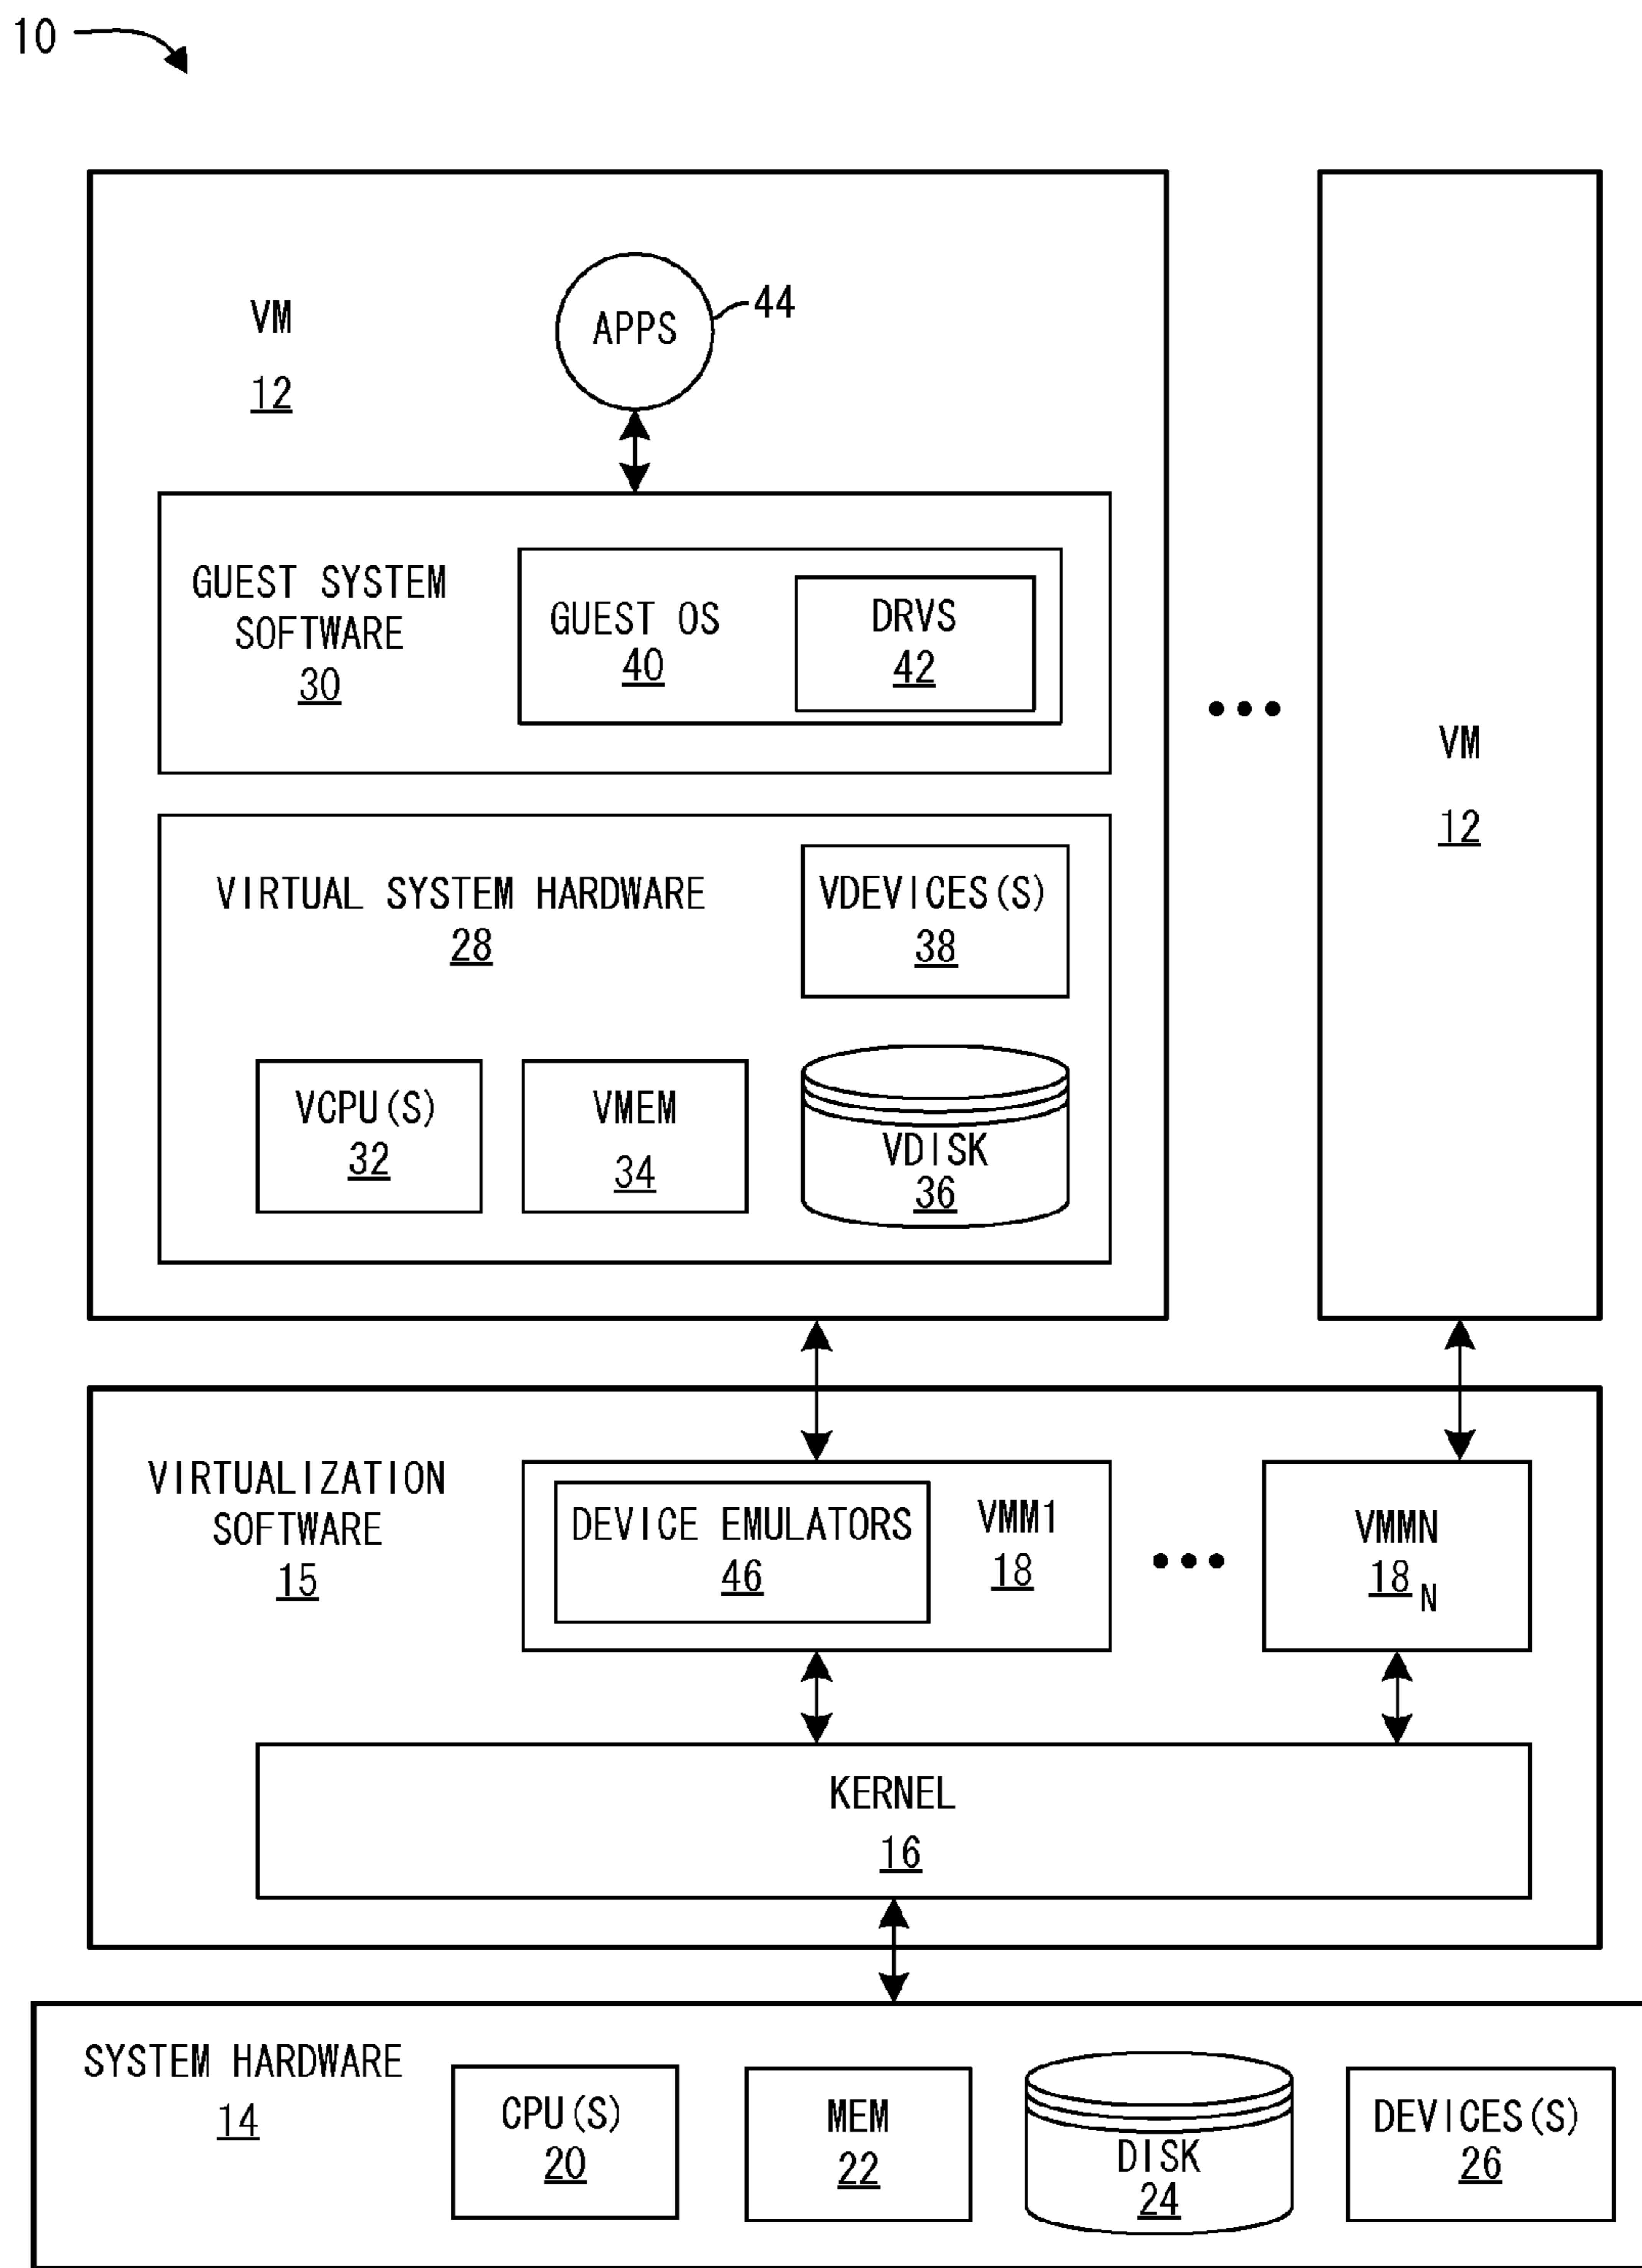 10
VM
12
APPS
44
GUEST SYSTEM
SOFTWARE
30
GUEST OS
40
DRVS
42
VM
12
VIRTUAL SYSTEM HARDWARE
28
VDEVICES(S)
38
VCPU(S)
32
VMEM
34
VDISK
36
VIRTUALIZATION
SOFTWARE
15
DEVICE EMULATORS
46
VMM1
18
VMMN
18 N
KERNEL
16
SYSTEM HARDWARE
14
CPU(S)
20
MEM
22
DISK
24
DEVICES(S)
26